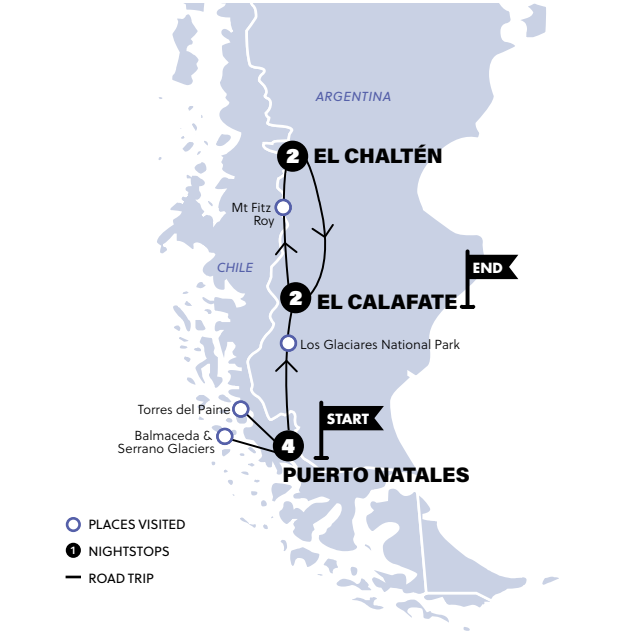 ARGENTINA
2 EL CHALTÉN
Mt Fitz
Roy
CHILE
END
2 EL CALAFATE
Los Glaciares National Park
Torres del Paine
START
Balmaceda &
Serrano Glaciers
4
PUERTO NATALES
PLACES VISITED
1 NIGHTSTOPS
ROAD TRIP